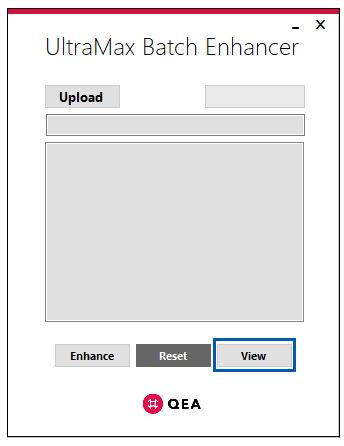 UltraMax Batch Enhancer
Upload
Enhance Reset View
QEA